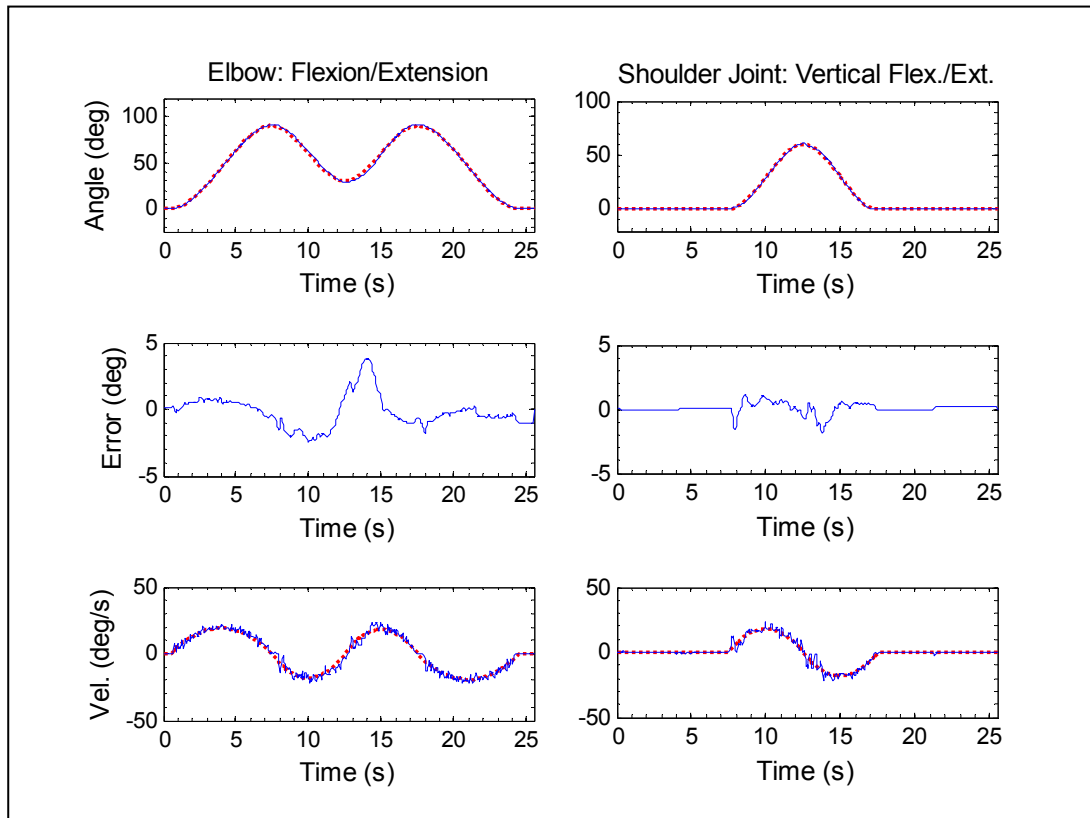 Elbow: Flexion/Extension
Angle (deg)
100
50
0
0 5 10 15 20 25
Time (s)
Shoulder Joint: Vertical Flex./Ext.
100
50
0
0 5 10 15 20 25
Time (s)
Error (deg)
5
0
-5
0 5 10 15 20 25
Time (s)
5
0
-5
0 5 10 15 20 25
Time (s)
Vel. (deg/s)
50
0
-50
0 5 10 15 20 25
Time (s)
50
0
-50
0 5 10 15 20 25
Time (s)